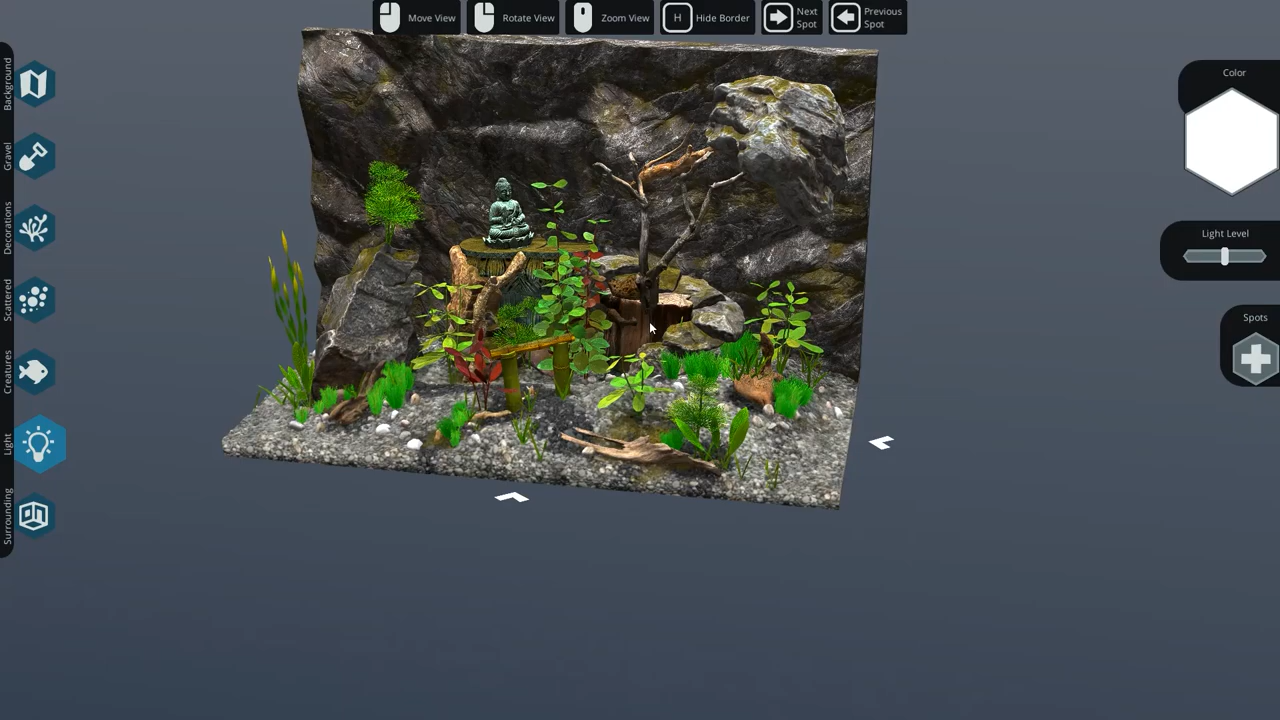 Move View
Rotate View
Zoom View
H
Hide Border
Next
Spot
Previous
Spot
Background
Gravel
Decorations
Scattered
Creatures
Light
Surrounding
Color
Light Level
Spots